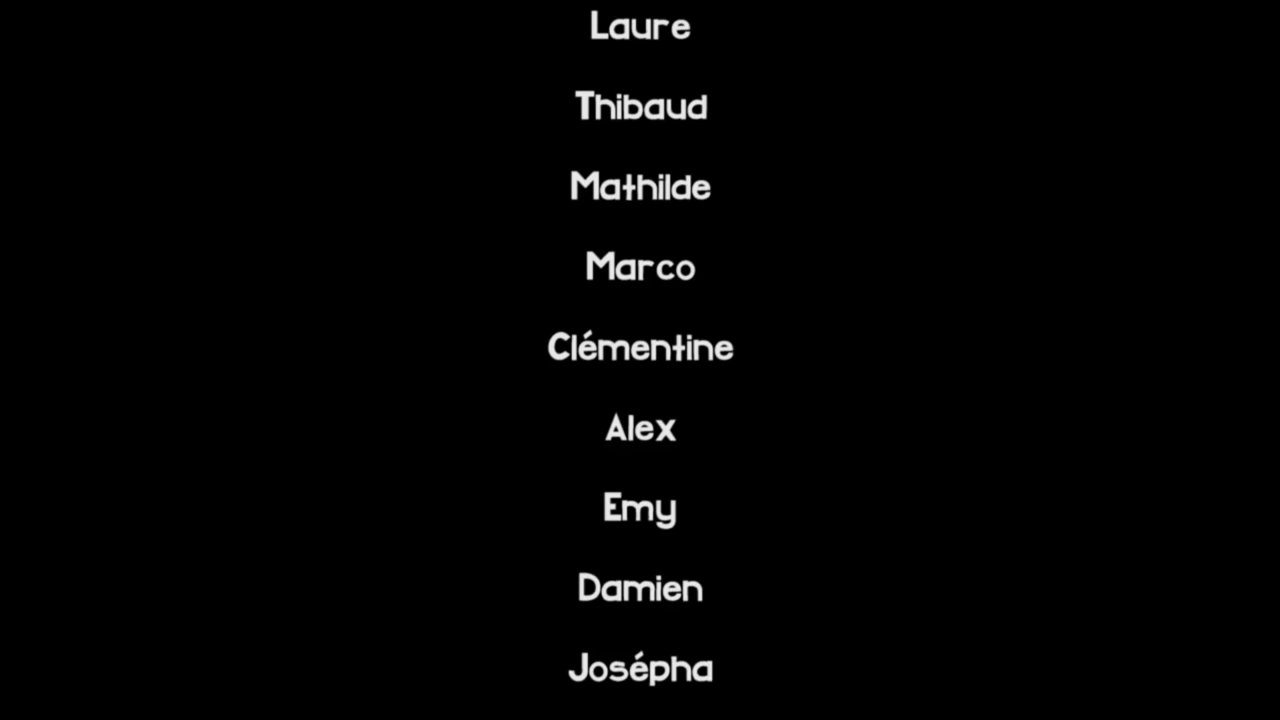 Laure
Thibaud
Mathilde
Marco
Clémentine
Alex
Emy
Damien
Josépha